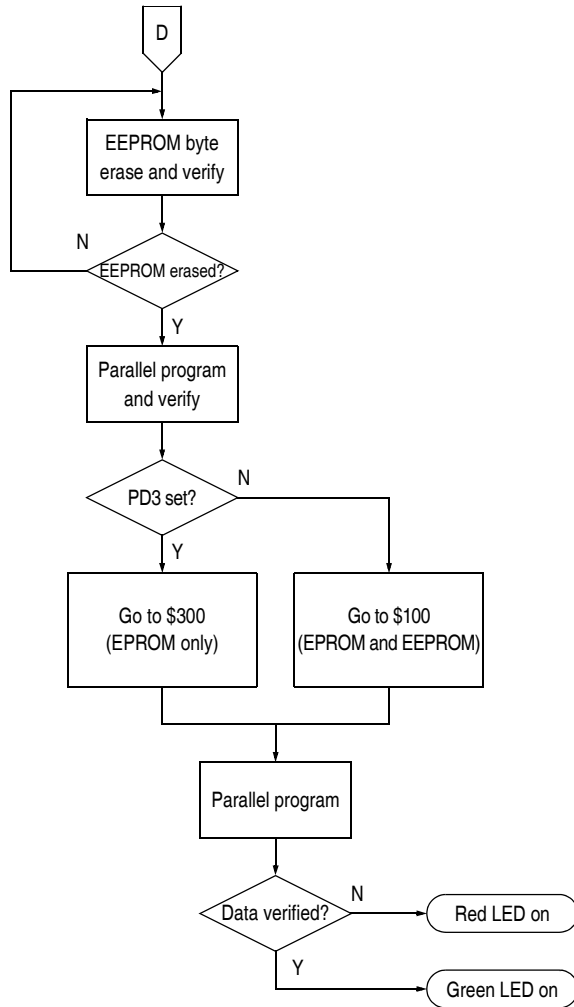 D
EEPROM byte
erase and verify
N
EEPROM erased?
Y
Parallel program
and verify
N
PD3 set?
Y
Go to $300
(EPROM only)
Go to $100
(EPROM and EEPROM)
Parallel program
N
Data verified?
Red LED on
Y
Green LED on